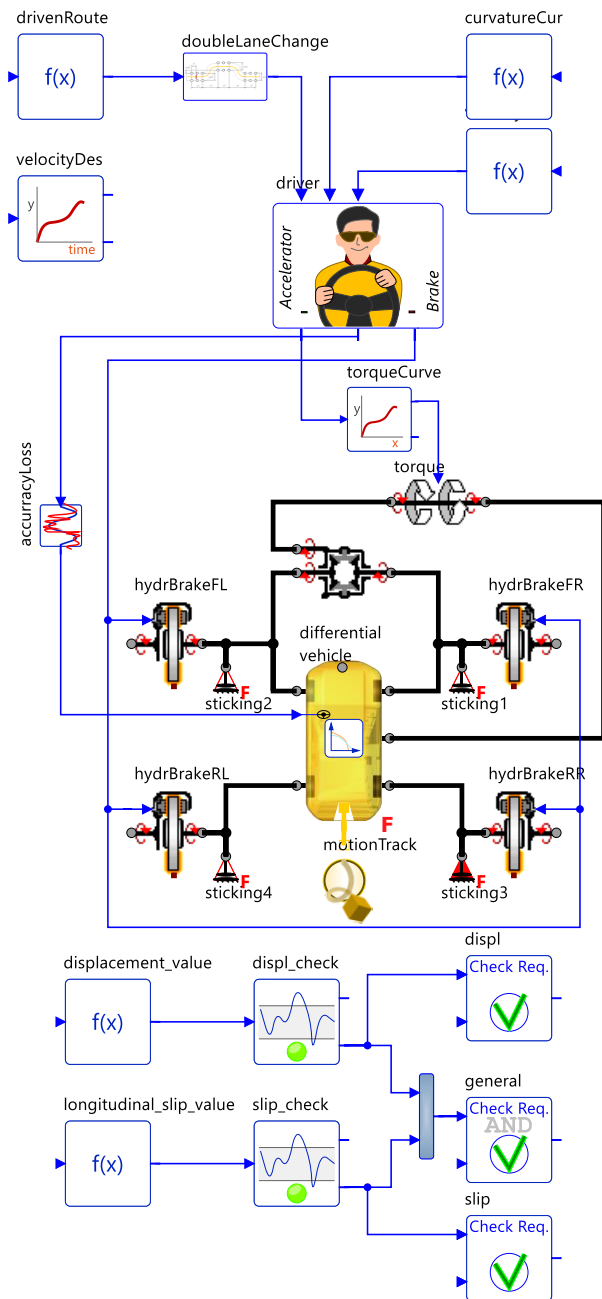 drivenRoute
doubleLaneChange
curvatureCur
f(x)
f(x)
velocityDes
y
time
f(x)
driver
Accelerator
Brake
torqueCurve
y
x
torque
accurracyLoss
hydrBrakeFL
hydrBrakeFR
differential
vehicle
F
sticking2
F
sticking1
hydrBrakeRL
hydrBrakeRR
F
motionTrack
F
sticking4
F
sticking3
displ
displacement_value
displ_check
Check Req.
f(x)
general
longitudinal_slip_value
slip_check
Check Req.
AND
f(x)
slip
Check Req.